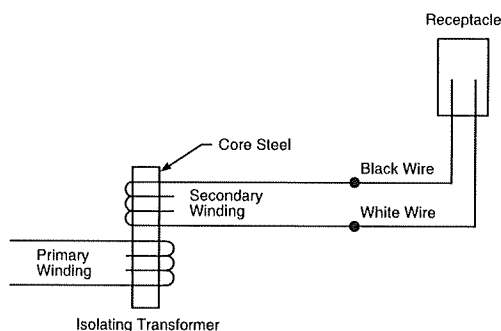 Receptacle
Core Steel
Black Wire
Secondary
Winding
White Wire
Primary
Winding
Isolating Transformer